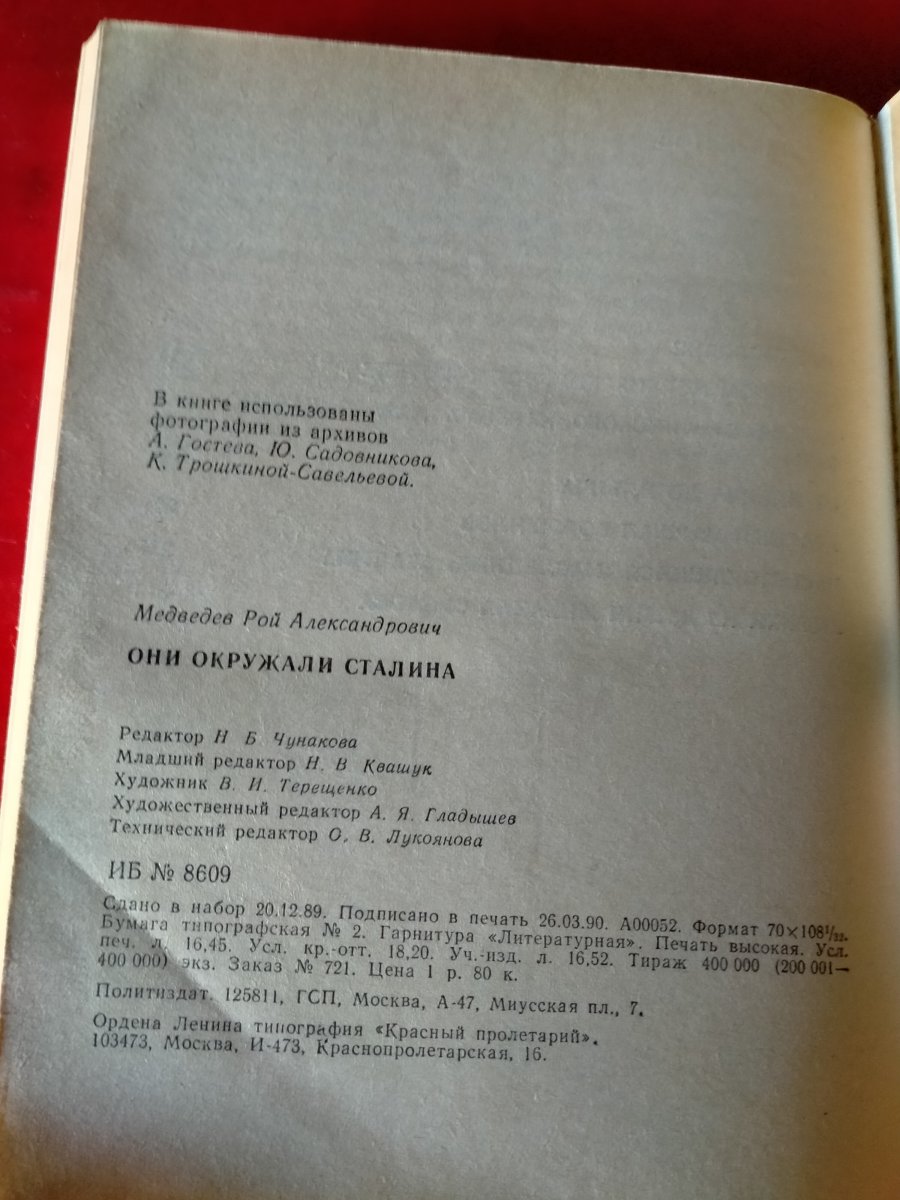 В книге использованы
фотографии из архивов
А. Гостева, Ю. Садовникова,
К. Трошкиной-Савельевой.
Медведев Рой Александрович
ОНИ ОКРУЖАЛИ СТАЛИНА
Редактор Н Б Чунакова
Младший редактор Н. В Квашук
Художник В. И. Терещенко
Художественный редактор А. Я. Гладышев
Технический редактор О. В. Лукоянова
ИБ № 8609
Сдано в набор 20.12.89. Подписано в печать 26.03.90. А00052. Формат 70×108¹/₃₂.
Бумага типографская № 2. Гарнитура «Литературная». Печать высокая. Усл.
печ. л. 16,45. Усл. кр.-отт. 18,20. Уч.-изд. л. 16,52. Тираж 400 000 (200 001—
400 000) экз. Заказ № 721. Цена 1 р. 80 к.
Политиздат. 125811, ГСП, Москва, А-47, Миусская пл., 7.
Ордена Ленина типография «Красный пролетарий».
103473, Москва, И-473, Краснопролетарская, 16.